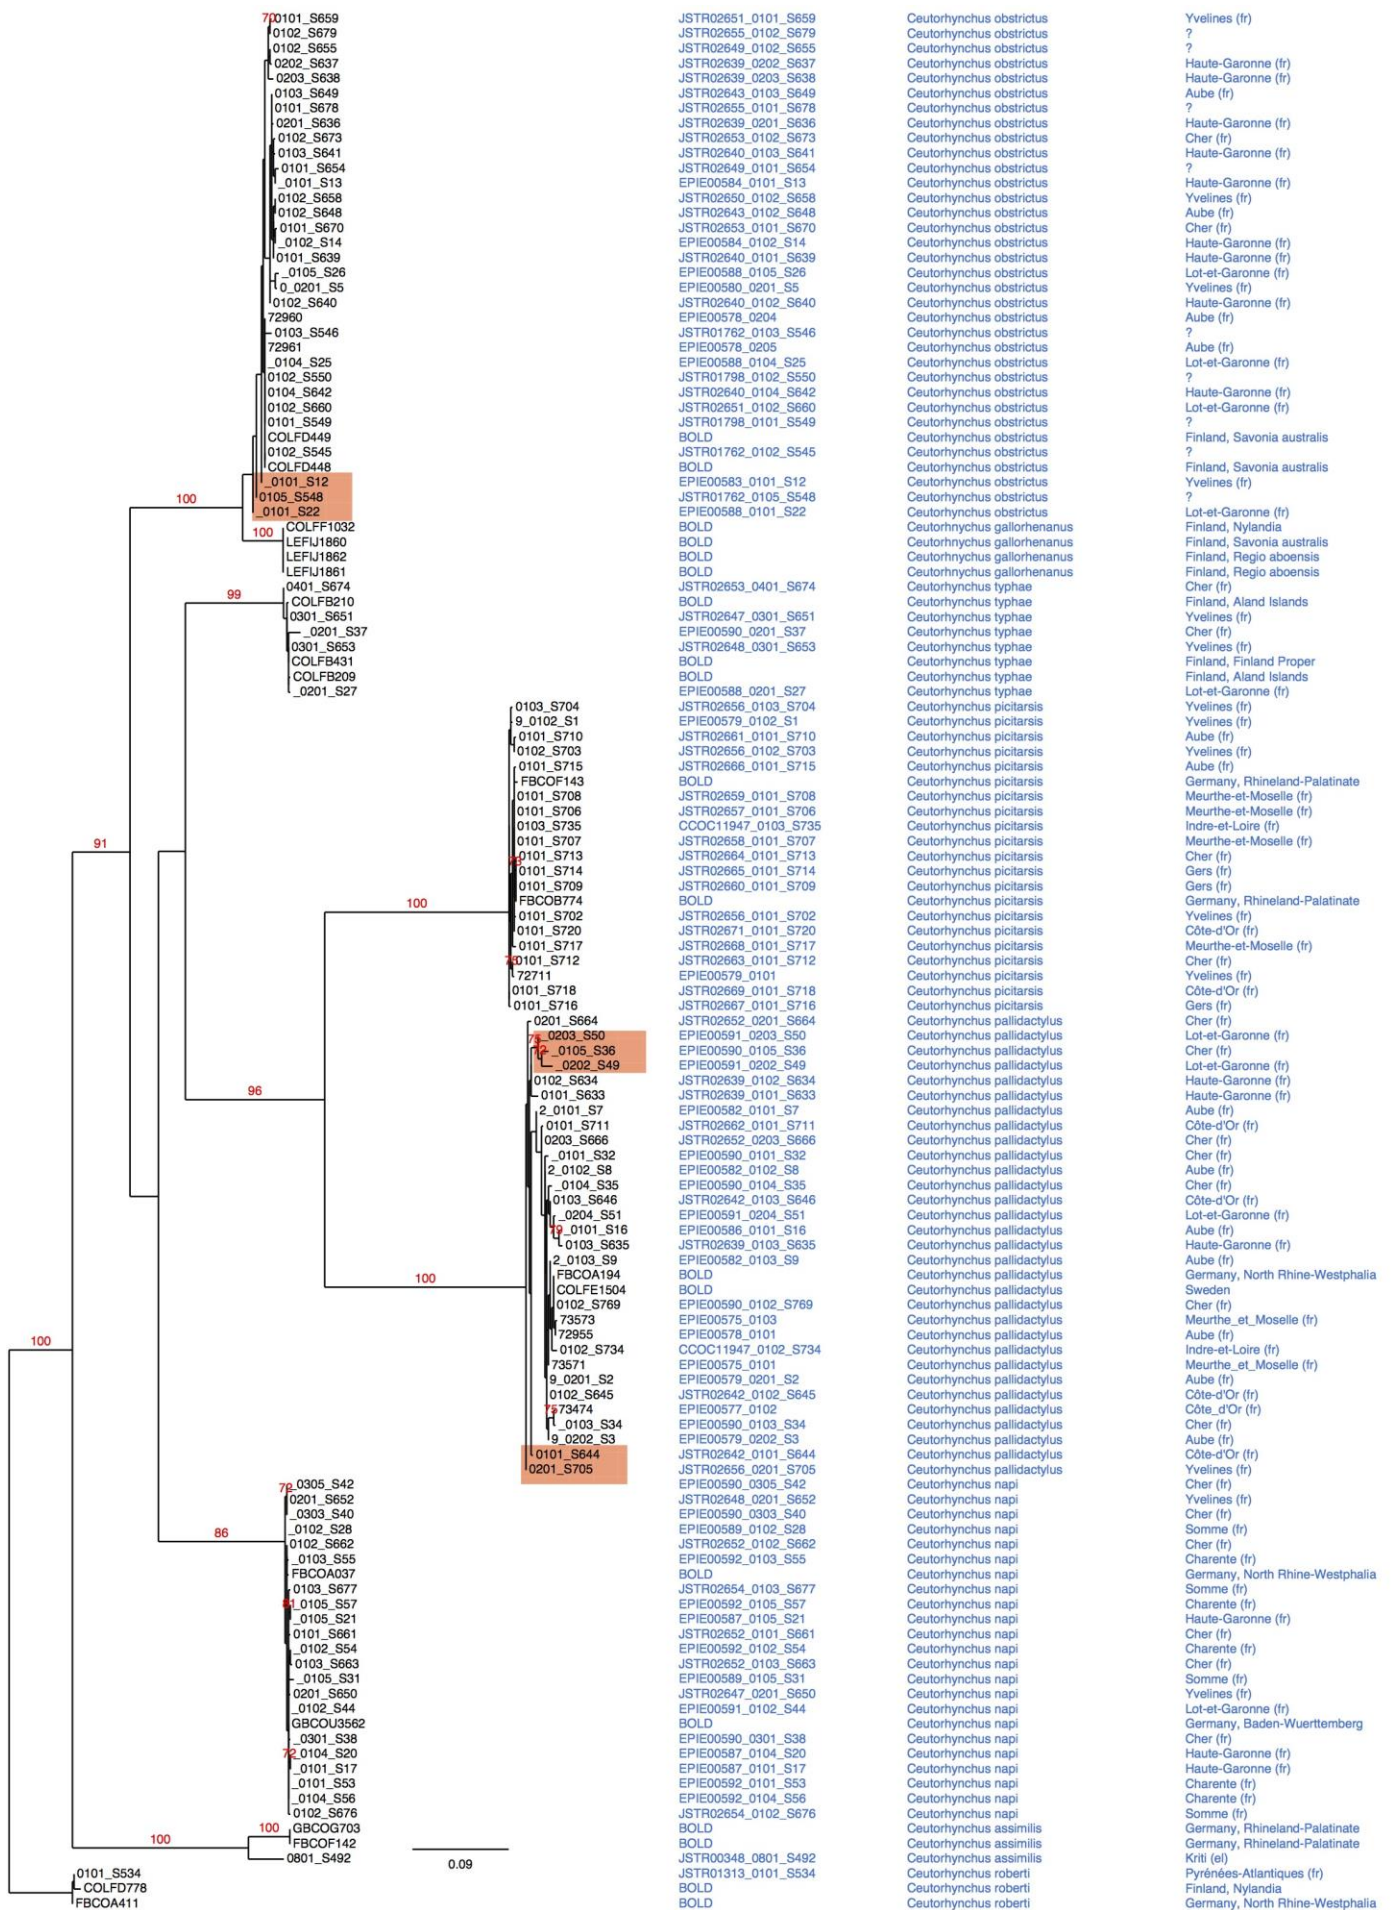 70 0101_S659 JSTR02651_0101_S659 Ceutorhynchus obstrictus Yvelines (fr)
0102_S679 JSTR02655_0102_S679 Ceutorhynchus obstrictus ?
0102_S655 JSTR02649_0102_S655 Ceutorhynchus obstrictus ?
0202_S637 JSTR02639_0202_S637 Ceutorhynchus obstrictus Haute-Garonne (fr)
0203_S638 JSTR02639_0203_S638 Ceutorhynchus obstrictus Haute-Garonne (fr)
0103_S649 JSTR02643_0103_S649 Ceutorhynchus obstrictus Aube (fr)
0101_S678 JSTR02655_0101_S678 Ceutorhynchus obstrictus ?
0201_S636 JSTR02639_0201_S636 Ceutorhynchus obstrictus Haute-Garonne (fr)
0102_S673 JSTR02653_0102_S673 Ceutorhynchus obstrictus Cher (fr)
0103_S641 JSTR02640_0103_S641 Ceutorhynchus obstrictus Haute-Garonne (fr)
0101_S654 JSTR02649_0101_S654 Ceutorhynchus obstrictus ?
_0101_S13 EPIE00584_0101_S13 Ceutorhynchus obstrictus Haute-Garonne (fr)
0102_S658 JSTR02650_0102_S658 Ceutorhynchus obstrictus Yvelines (fr)
0102_S648 JSTR02643_0102_S648 Ceutorhynchus obstrictus Aube (fr)
0101_S670 JSTR02653_0101_S670 Ceutorhynchus obstrictus Cher (fr)
_0102_S14 EPIE00584_0102_S14 Ceutorhynchus obstrictus Haute-Garonne (fr)
0101_S639 JSTR02640_0101_S639 Ceutorhynchus obstrictus Haute-Garonne (fr)
_0105_S26 EPIE00588_0105_S26 Ceutorhynchus obstrictus Lot-et-Garonne (fr)
0_0201_S5 EPIE00580_0201_S5 Ceutorhynchus obstrictus Yvelines (fr)
0102_S640 JSTR02640_0102_S640 Ceutorhynchus obstrictus Haute-Garonne (fr)
72960 EPIE00578_0204 Ceutorhynchus obstrictus Aube (fr)
0103_S546 JSTR01762_0103_S546 Ceutorhynchus obstrictus ?
72961 EPIE00578_0205 Ceutorhynchus obstrictus Aube (fr)
_0104_S25 EPIE00588_0104_S25 Ceutorhynchus obstrictus Lot-et-Garonne (fr)
0102_S550 JSTR01798_0102_S550 Ceutorhynchus obstrictus ?
0104_S642 JSTR02640_0104_S642 Ceutorhynchus obstrictus Haute-Garonne (fr)
0102_S660 JSTR02651_0102_S660 Ceutorhynchus obstrictus Lot-et-Garonne (fr)
0101_S549 JSTR01798_0101_S549 Ceutorhynchus obstrictus ?
COLFD449 BOLD Ceutorhynchus obstrictus Finland, Savonia australis
0102_S545 JSTR01762_0102_S545 Ceutorhynchus obstrictus ?
COLFD448 BOLD Ceutorhynchus obstrictus Finland, Savonia australis
_0101_S12 EPIE00583_0101_S12 Ceutorhynchus obstrictus Yvelines (fr)
100 0105_S548 JSTR01762_0105_S548 Ceutorhynchus obstrictus ?
_0101_S22 EPIE00588_0101_S22 Ceutorhynchus obstrictus Lot-et-Garonne (fr)
COLFF1032 BOLD Ceutorhnychus gallorhenanus Finland, Nylandia
100 LEFIJ1860 BOLD Ceutorhnychus gallorhenanus Finland, Savonia australis
LEFIJ1862 BOLD Ceutorhnychus gallorhenanus Finland, Regio aboensis
LEFIJ1861 BOLD Ceutorhnychus gallorhenanus Finland, Regio aboensis
0401_S674 JSTR02653_0401_S674 Ceutorhynchus typhae Cher (fr)
99 COLFB210 BOLD Ceutorhynchus typhae Finland, Aland Islands
0301_S651 JSTR02647_0301_S651 Ceutorhynchus typhae Yvelines (fr)
_0201_S37 EPIE00590_0201_S37 Ceutorhynchus typhae Cher (fr)
0301_S653 JSTR02648_0301_S653 Ceutorhynchus typhae Yvelines (fr)
COLFB431 BOLD Ceutorhynchus typhae Finland, Finland Proper
COLFB209 BOLD Ceutorhynchus typhae Finland, Aland Islands
_0201_S27 EPIE00588_0201_S27 Ceutorhynchus typhae Lot-et-Garonne (fr)
0103_S704 JSTR02656_0103_S704 Ceutorhynchus picitarsis Yvelines (fr)
9_0102_S1 EPIE00579_0102_S1 Ceutorhynchus picitarsis Yvelines (fr)
0101_S710 JSTR02661_0101_S710 Ceutorhynchus picitarsis Aube (fr)
0102_S703 JSTR02656_0102_S703 Ceutorhynchus picitarsis Yvelines (fr)
0101_S715 JSTR02666_0101_S715 Ceutorhynchus picitarsis Aube (fr)
FBCOF143 BOLD Ceutorhynchus picitarsis Germany, Rhineland-Palatinate
0101_S708 JSTR02659_0101_S708 Ceutorhynchus picitarsis Meurthe-et-Moselle (fr)
0101_S706 JSTR02657_0101_S706 Ceutorhynchus picitarsis Meurthe-et-Moselle (fr)
0103_S735 CCOC11947_0103_S735 Ceutorhynchus picitarsis Indre-et-Loire (fr)
91 0101_S707 JSTR02658_0101_S707 Ceutorhynchus picitarsis Meurthe-et-Moselle (fr)
0101_S713 JSTR02664_0101_S713 Ceutorhynchus picitarsis Cher (fr)
0101_S714 JSTR02665_0101_S714 Ceutorhynchus picitarsis Gers (fr)
0101_S709 JSTR02660_0101_S709 Ceutorhynchus picitarsis Gers (fr)
100 FBCOB774 BOLD Ceutorhynchus picitarsis Germany, Rhineland-Palatinate
0101_S702 JSTR02656_0101_S702 Ceutorhynchus picitarsis Yvelines (fr)
0101_S720 JSTR02671_0101_S720 Ceutorhynchus picitarsis Côte-d'Or (fr)
0101_S717 JSTR02668_0101_S717 Ceutorhynchus picitarsis Meurthe-et-Moselle (fr)
0101_S712 JSTR02663_0101_S712 Ceutorhynchus picitarsis Cher (fr)
72711 EPIE00579_0101 Ceutorhynchus picitarsis Yvelines (fr)
0101_S718 JSTR02669_0101_S718 Ceutorhynchus picitarsis Côte-d'Or (fr)
0101_S716 JSTR02667_0101_S716 Ceutorhynchus picitarsis Gers (fr)
0201_S664 JSTR02652_0201_S664 Ceutorhynchus pallidactylus Cher (fr)
75 _0203_S50 EPIE00591_0203_S50 Ceutorhynchus pallidactylus Lot-et-Garonne (fr)
_0105_S36 EPIE00590_0105_S36 Ceutorhynchus pallidactylus Cher (fr)
_0202_S49 EPIE00591_0202_S49 Ceutorhynchus pallidactylus Lot-et-Garonne (fr)
0102_S634 JSTR02639_0102_S634 Ceutorhynchus pallidactylus Haute-Garonne (fr)
96 0101_S633 JSTR02639_0101_S633 Ceutorhynchus pallidactylus Haute-Garonne (fr)
2_0101_S7 EPIE00582_0101_S7 Ceutorhynchus pallidactylus Aube (fr)
0101_S711 JSTR02662_0101_S711 Ceutorhynchus pallidactylus Côte-d'Or (fr)
0203_S666 JSTR02652_0203_S666 Ceutorhynchus pallidactylus Cher (fr)
_0101_S32 EPIE00590_0101_S32 Ceutorhynchus pallidactylus Cher (fr)
2_0102_S8 EPIE00582_0102_S8 Ceutorhynchus pallidactylus Aube (fr)
_0104_S35 EPIE00590_0104_S35 Ceutorhynchus pallidactylus Cher (fr)
0103_S646 JSTR02642_0103_S646 Ceutorhynchus pallidactylus Côte-d'Or (fr)
_0204_S51 EPIE00591_0204_S51 Ceutorhynchus pallidactylus Lot-et-Garonne (fr)
_0101_S16 EPIE00586_0101_S16 Ceutorhynchus pallidactylus Aube (fr)
0103_S635 JSTR02639_0103_S635 Ceutorhynchus pallidactylus Haute-Garonne (fr)
2_0103_S9 EPIE00582_0103_S9 Ceutorhynchus pallidactylus Aube (fr)
100 FBCOA194 BOLD Ceutorhynchus pallidactylus Germany, North Rhine-Westphalia
COLFE1504 BOLD Ceutorhynchus pallidactylus Sweden
0102_S769 EPIE00590_0102_S769 Ceutorhynchus pallidactylus Cher (fr)
73573 EPIE00575_0103 Ceutorhynchus pallidactylus Meurthe_et_Moselle (fr)
72955 EPIE00578_0101 Ceutorhynchus pallidactylus Aube (fr)
100 0102_S734 CCOC11947_0102_S734 Ceutorhynchus pallidactylus Indre-et-Loire (fr)
73571 EPIE00575_0101 Ceutorhynchus pallidactylus Meurthe_et_Moselle (fr)
9_0201_S2 EPIE00579_0201_S2 Ceutorhynchus pallidactylus Aube (fr)
0102_S645 JSTR02642_0102_S645 Ceutorhynchus pallidactylus Côte-d'Or (fr)
75 73474 EPIE00577_0102 Ceutorhynchus pallidactylus Côte_d'Or (fr)
_0103_S34 EPIE00590_0103_S34 Ceutorhynchus pallidactylus Cher (fr)
9_0202_S3 EPIE00579_0202_S3 Ceutorhynchus pallidactylus Aube (fr)
0101_S644 JSTR02642_0101_S644 Ceutorhynchus pallidactylus Côte-d'Or (fr)
0201_S705 JSTR02656_0201_S705 Ceutorhynchus pallidactylus Yvelines (fr)
72 _0305_S42 EPIE00590_0305_S42 Ceutorhynchus napi Cher (fr)
0201_S652 JSTR02648_0201_S652 Ceutorhynchus napi Yvelines (fr)
_0303_S40 EPIE00590_0303_S40 Ceutorhynchus napi Cher (fr)
86 _0102_S28 EPIE00589_0102_S28 Ceutorhynchus napi Somme (fr)
0102_S662 JSTR02652_0102_S662 Ceutorhynchus napi Cher (fr)
_0103_S55 EPIE00592_0103_S55 Ceutorhynchus napi Charente (fr)
FBCOA037 BOLD Ceutorhynchus napi Germany, North Rhine-Westphalia
0103_S677 JSTR02654_0103_S677 Ceutorhynchus napi Somme (fr)
_0105_S57 EPIE00592_0105_S57 Ceutorhynchus napi Charente (fr)
_0105_S21 EPIE00587_0105_S21 Ceutorhynchus napi Haute-Garonne (fr)
0101_S661 JSTR02652_0101_S661 Ceutorhynchus napi Cher (fr)
_0102_S54 EPIE00592_0102_S54 Ceutorhynchus napi Charente (fr)
0103_S663 JSTR02652_0103_S663 Ceutorhynchus napi Cher (fr)
_0105_S31 EPIE00589_0105_S31 Ceutorhynchus napi Somme (fr)
0201_S650 JSTR02647_0201_S650 Ceutorhynchus napi Yvelines (fr)
_0102_S44 EPIE00591_0102_S44 Ceutorhynchus napi Lot-et-Garonne (fr)
GBCOU3562 BOLD Ceutorhynchus napi Germany, Baden-Wuerttemberg
_0301_S38 EPIE00590_0301_S38 Ceutorhynchus napi Cher (fr)
72 _0104_S20 EPIE00587_0104_S20 Ceutorhynchus napi Haute-Garonne (fr)
_0101_S17 EPIE00587_0101_S17 Ceutorhynchus napi Haute-Garonne (fr)
_0101_S53 EPIE00592_0101_S53 Ceutorhynchus napi Charente (fr)
_0104_S56 EPIE00592_0104_S56 Ceutorhynchus napi Charente (fr)
0102_S676 JSTR02654_0102_S676 Ceutorhynchus napi Somme (fr)
100 GBCOG703 BOLD Ceutorhynchus assimilis Germany, Rhineland-Palatinate
100 FBCOF142 BOLD Ceutorhynchus assimilis Germany, Rhineland-Palatinate
0801_S492 JSTR00348_0801_S492 Ceutorhynchus assimilis Kriti (el)
0.09
0101_S534 JSTR01313_0101_S534 Ceutorhynchus roberti Pyrénées-Atlantiques (fr)
COLFD778 BOLD Ceutorhynchus roberti Finland, Nylandia
FBCOA411 BOLD Ceutorhynchus roberti Germany, North Rhine-Westphalia